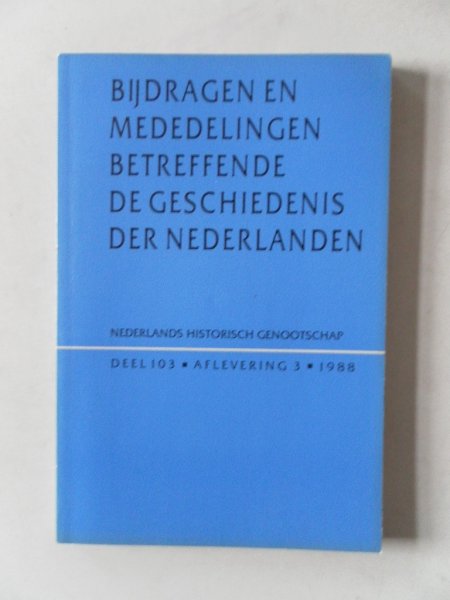 BIJDRAGEN EN
MEDEDELINGEN
BETREFFENDE
DE GESCHIEDENIS
DER NEDERLANDEN
NEDERLANDS HISTORISCH GENOOTSCHAP
DEEL 103 ▪ AFLEVERING 3 ▪ 1988